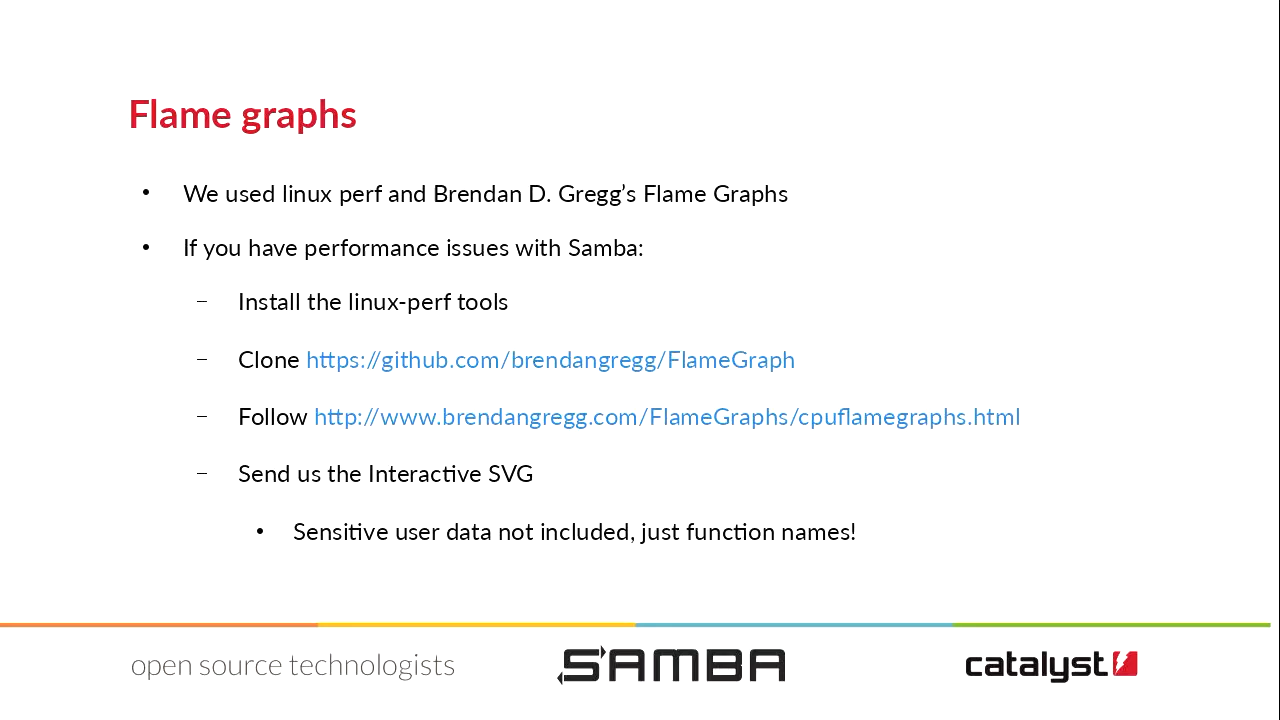 Flame graphs
• We used linux perf and Brendan D. Gregg’s Flame Graphs
• If you have performance issues with Samba:
– Install the linux-perf tools
– Clone https://github.com/brendangregg/FlameGraph
– Follow http://www.brendangregg.com/FlameGraphs/cpuflamegraphs.html
– Send us the Interactive SVG
• Sensitive user data not included, just function names!
open source technologists
SAMBA
catalyst